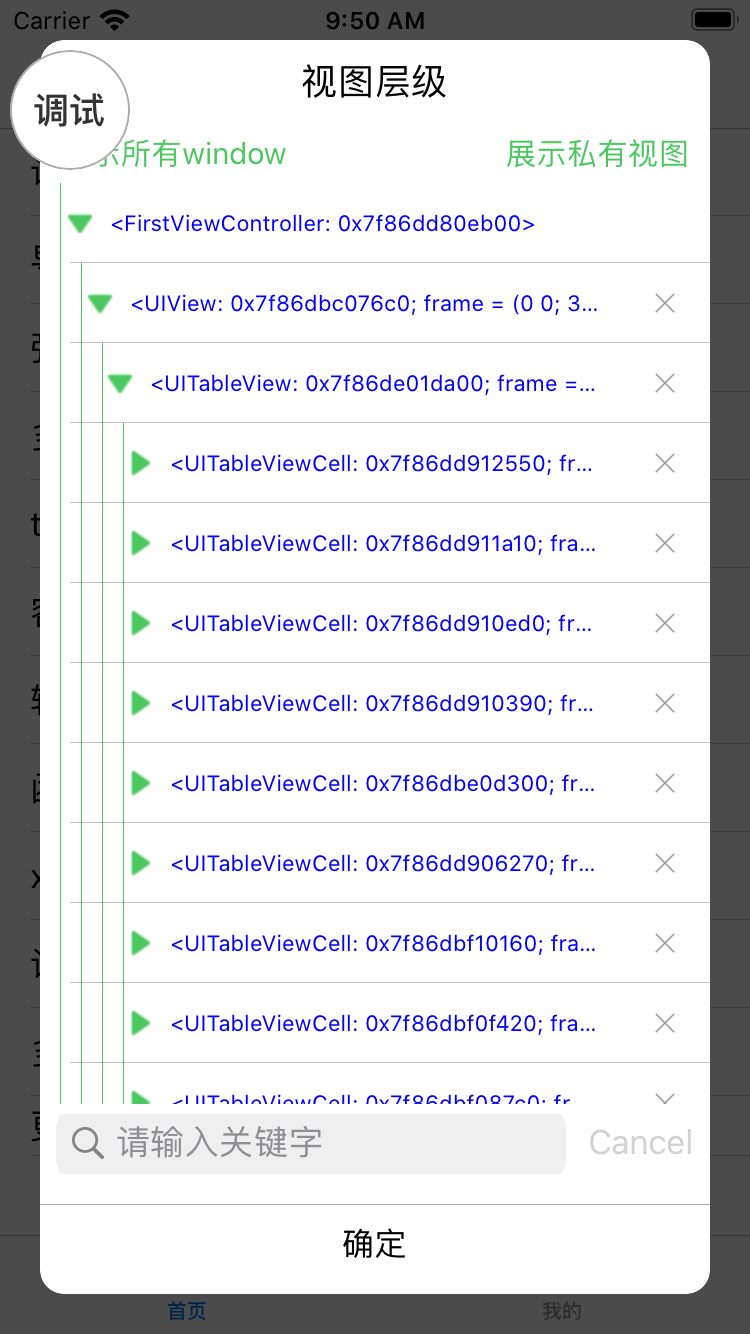 Carrier 9:50 AM
视图层级
调试
示所有window 展示私有视图
<FirstViewController: 0x7f86dd80eb00>
<UIView: 0x7f86dbc076c0; frame = (0 0; 3...
<UITableView: 0x7f86de01da00; frame =...
<UITableViewCell: 0x7f86dd912550; fr...
<UITableViewCell: 0x7f86dd911a10; fra...
<UITableViewCell: 0x7f86dd910ed0; fr...
<UITableViewCell: 0x7f86dd910390; fr...
<UITableViewCell: 0x7f86dbe0d300; fr...
<UITableViewCell: 0x7f86dd906270; fr...
<UITableViewCell: 0x7f86dbf10160; fra...
<UITableViewCell: 0x7f86dbf0f420; fra...
<UITableViewCell: 0x7f86dbf087c0; fr
请输入关键字 Cancel
确定
首页 我的